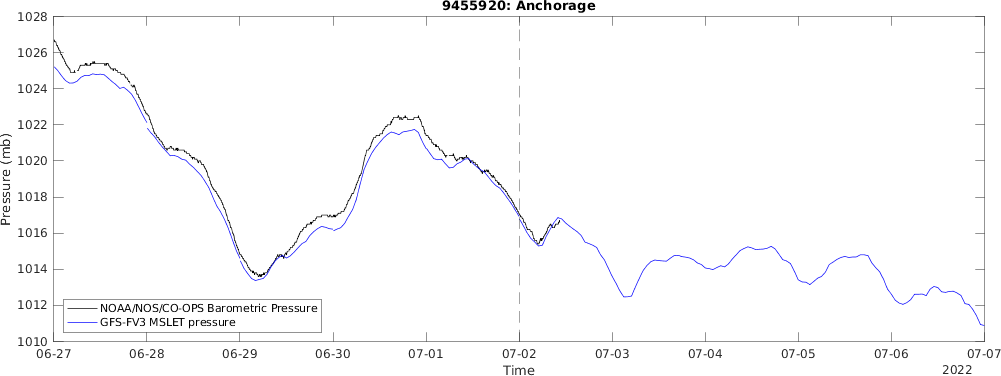 9455920: Anchorage
1028
1026
1024
1022
1020
1018
1016
1014
1012
1010
Pressure (mb)
NOAA/NOS/CO-OPS Barometric Pressure
GFS-FV3 MSLET pressure
06-27 06-28 06-29 06-30 07-01 07-02 07-03 07-04 07-05 07-06 07-07
Time
2022